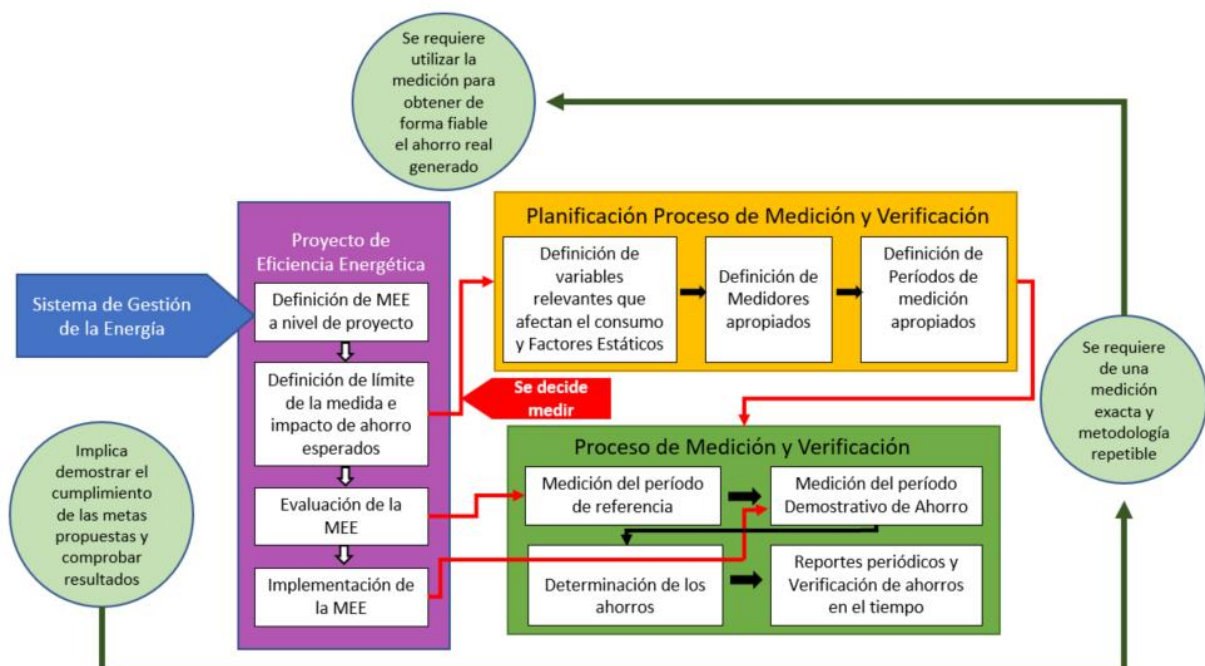 Se requiere
utilizar la
medición para
obtener de
forma fiable
el ahorro real
generado
Sistema de Gestión
de la Energía
Proyecto de
Eficiencia Energética
Definición de MEE
a nivel de proyecto
Definición de límite
de la medida e
impacto de ahorro
esperados
Evaluación de la
MEE
Implementación de
la MEE
Planificación Proceso de Medición y Verificación
Definición de
variables
relevantes que
afectan el consumo
y Factores Estáticos
Definición de
Medidores
apropiados
Definición de
Períodos de
medición
apropiados
Se decide
medir
Proceso de Medición y Verificación
Medición del período
de referencia
Medición del período
Demostrativo de Ahorro
Determinación de los
ahorros
Reportes periódicos y
Verificación de ahorros
en el tiempo
Se requiere
de una
medición
exacta y
metodología
repetible
Implica
demostrar el
cumplimiento
de las metas
propuestas y
comprobar
resultados